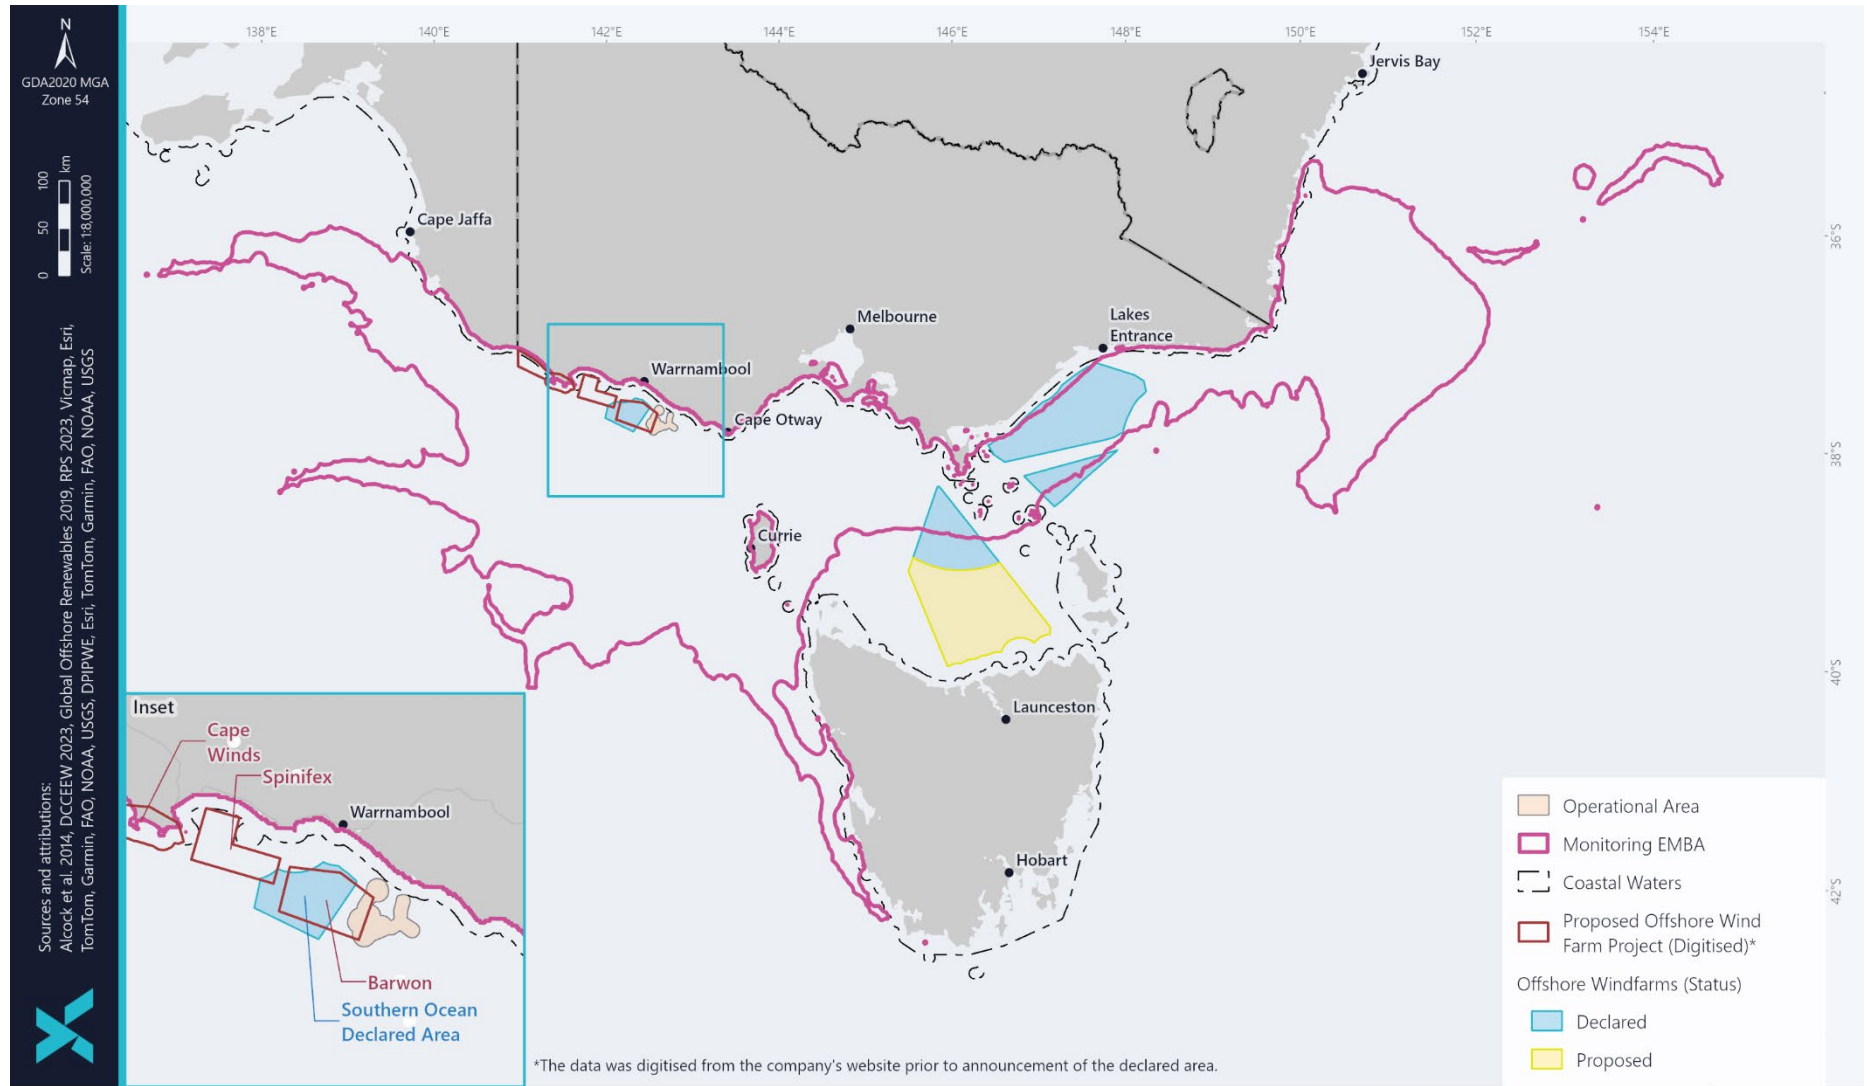 N
GDA2020 MGA
Zone 54
0 50 100 km
Scale: 1:8,000,000
Sources and attributions:
Alcock et al. 2014, DCCEEW 2023, Global Offshore Renewables 2019, RPS 2023, Vicmap, Esri,
TomTom, Garmin, FAO, NOAA, USGS, DPIPWE, Esri, TomTom, Garmin, FAO, NOAA, USGS
138°E 140°E 142°E 144°E 146°E 148°E 150°E 152°E 154°E
36°S
38°S
40°S
42°S
Jervis Bay
Cape Jaffa
Melbourne
Lakes
Entrance
Warrnambool
Cape Otway
Currie
Launceston
Hobart
Inset
Cape
Winds
Spinifex
Warrnambool
Barwon
Southern Ocean
Declared Area
Operational Area
Monitoring EMBA
Coastal Waters
Proposed Offshore Wind
Farm Project (Digitised)*
Offshore Windfarms (Status)
Declared
Proposed
*The data was digitised from the company's website prior to announcement of the declared area.